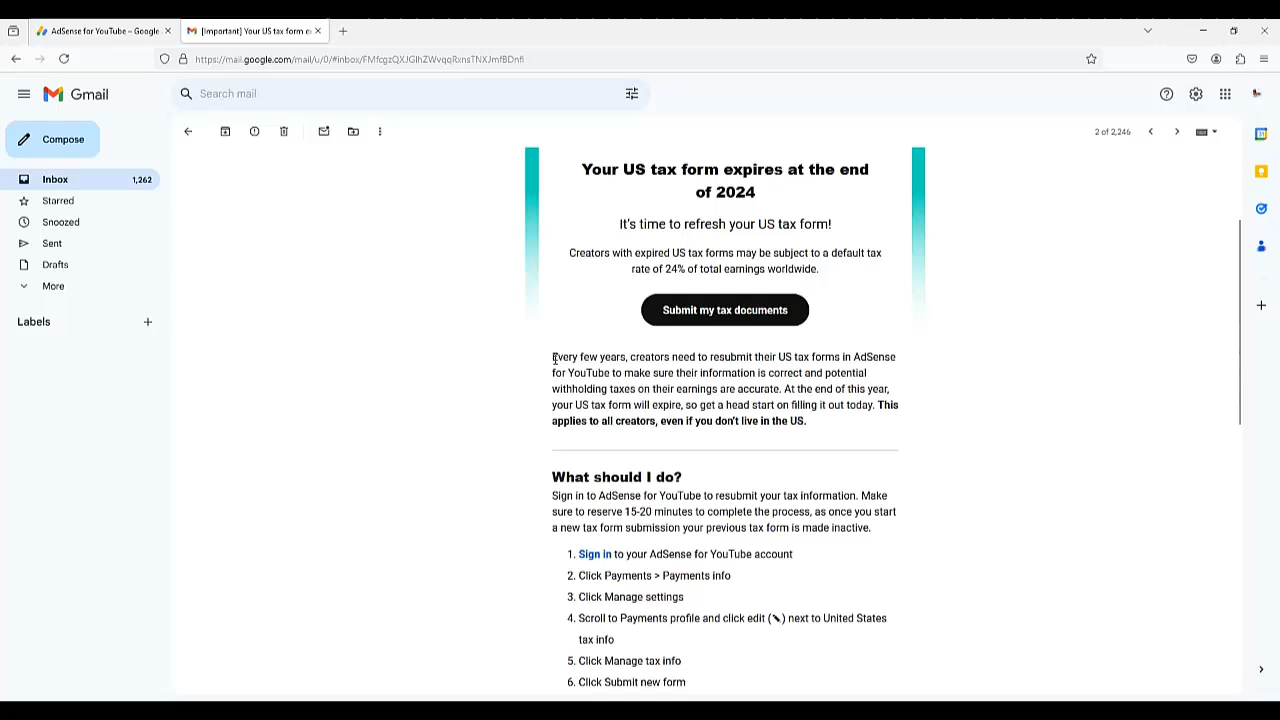 AdSense for YouTube – Google
[Important] Your US tax form ex
https://mail.google.com/mail/u/0/#inbox/
Gmail
Search mail
Compose
2 of 2,246
Inbox 1,262
Starred
Snoozed
Sent
Drafts
More
Labels
Your US tax form expires at the end
of 2024
It's time to refresh your US tax form!
Creators with expired US tax forms may be subject to a default tax
rate of 24% of total earnings worldwide.
Submit my tax documents
Every few years, creators need to resubmit their US tax forms in AdSense
for YouTube to make sure their information is correct and potential
withholding taxes on their earnings are accurate. At the end of this year,
your US tax form will expire, so get a head start on filling it out today. This
applies to all creators, even if you don't live in the US.
What should I do?
Sign in to AdSense for YouTube to resubmit your tax information. Make
sure to reserve 15-20 minutes to complete the process, as once you start
a new tax form submission your previous tax form is made inactive.
1. Sign in to your AdSense for YouTube account
2. Click Payments > Payments info
3. Click Manage settings
4. Scroll to Payments profile and click edit (✎) next to United States
tax info
5. Click Manage tax info
6. Click Submit new form